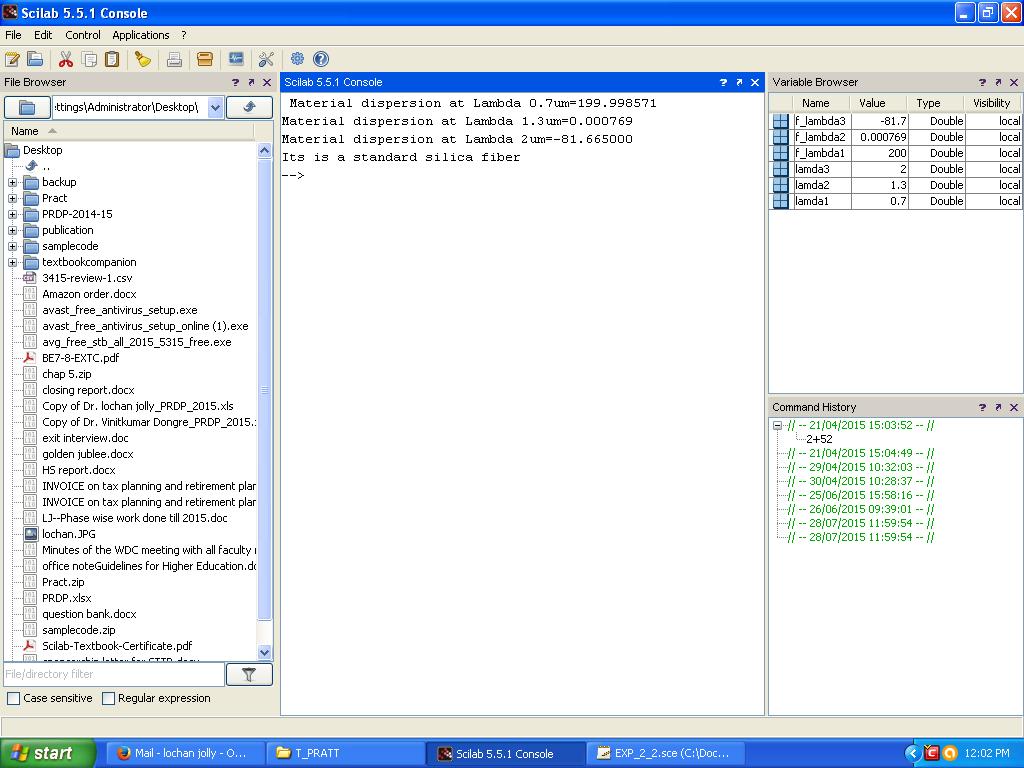 Scilab 5.5.1 Console
File Edit Control Applications ?
File Browser
:ttings\Administrator\Desktop\
Name
Desktop
..
backup
Pract
PRDP-2014-15
publication
samplecode
textbookcompanion
3415-review-1.csv
Amazon order.docx
avast_free_antivirus_setup.exe
avast_free_antivirus_setup_online (1).exe
avg_free_stb_all_2015_5315_free.exe
BE7-8-EXTC.pdf
chap 5.zip
closing report.docx
Copy of Dr. lochan jolly_PRDP_2015.xls
Copy of Dr. Vinitkumar Dongre_PRDP_2015.:
exit interview.doc
golden jublee.docx
HS report.docx
INVOICE on tax planning and retirement plar
INVOICE on tax planning and retirement plar
LJ--Phase wise work done till 2015.doc
lochan.JPG
Minutes of the WDC meeting with all faculty
office noteGuidelines for Higher Education.do
Pract.zip
PRDP.xlsx
question bank.docx
samplecode.zip
Scilab-Textbook-Certificate.pdf
File/directory filter
Case sensitive Regular expression
Scilab 5.5.1 Console
Material dispersion at Lambda 0.7um=199.998571
Material dispersion at Lambda 1.3um=0.000769
Material dispersion at Lambda 2um=-81.665000
Its is a standard silica fiber
-->
Variable Browser
Name Value Type Visibility
f_lambda3 -81.7 Double local
f_lambda2 0.000769 Double local
f_lambda1 200 Double local
lamda3 2 Double local
lamda2 1.3 Double local
lamda1 0.7 Double local
Command History
// -- 21/04/2015 15:03:52 -- //
2+52
// -- 21/04/2015 15:04:49 -- //
// -- 29/04/2015 10:32:03 -- //
// -- 30/04/2015 10:28:37 -- //
// -- 25/06/2015 15:58:16 -- //
// -- 26/06/2015 09:39:01 -- //
// -- 28/07/2015 11:59:54 -- //
// -- 28/07/2015 11:59:54 -- //
start
Mail - lochan jolly - O...
T_PRATT
Scilab 5.5.1 Console
EXP_2_2.sce (C:\Doc...
12:02 PM